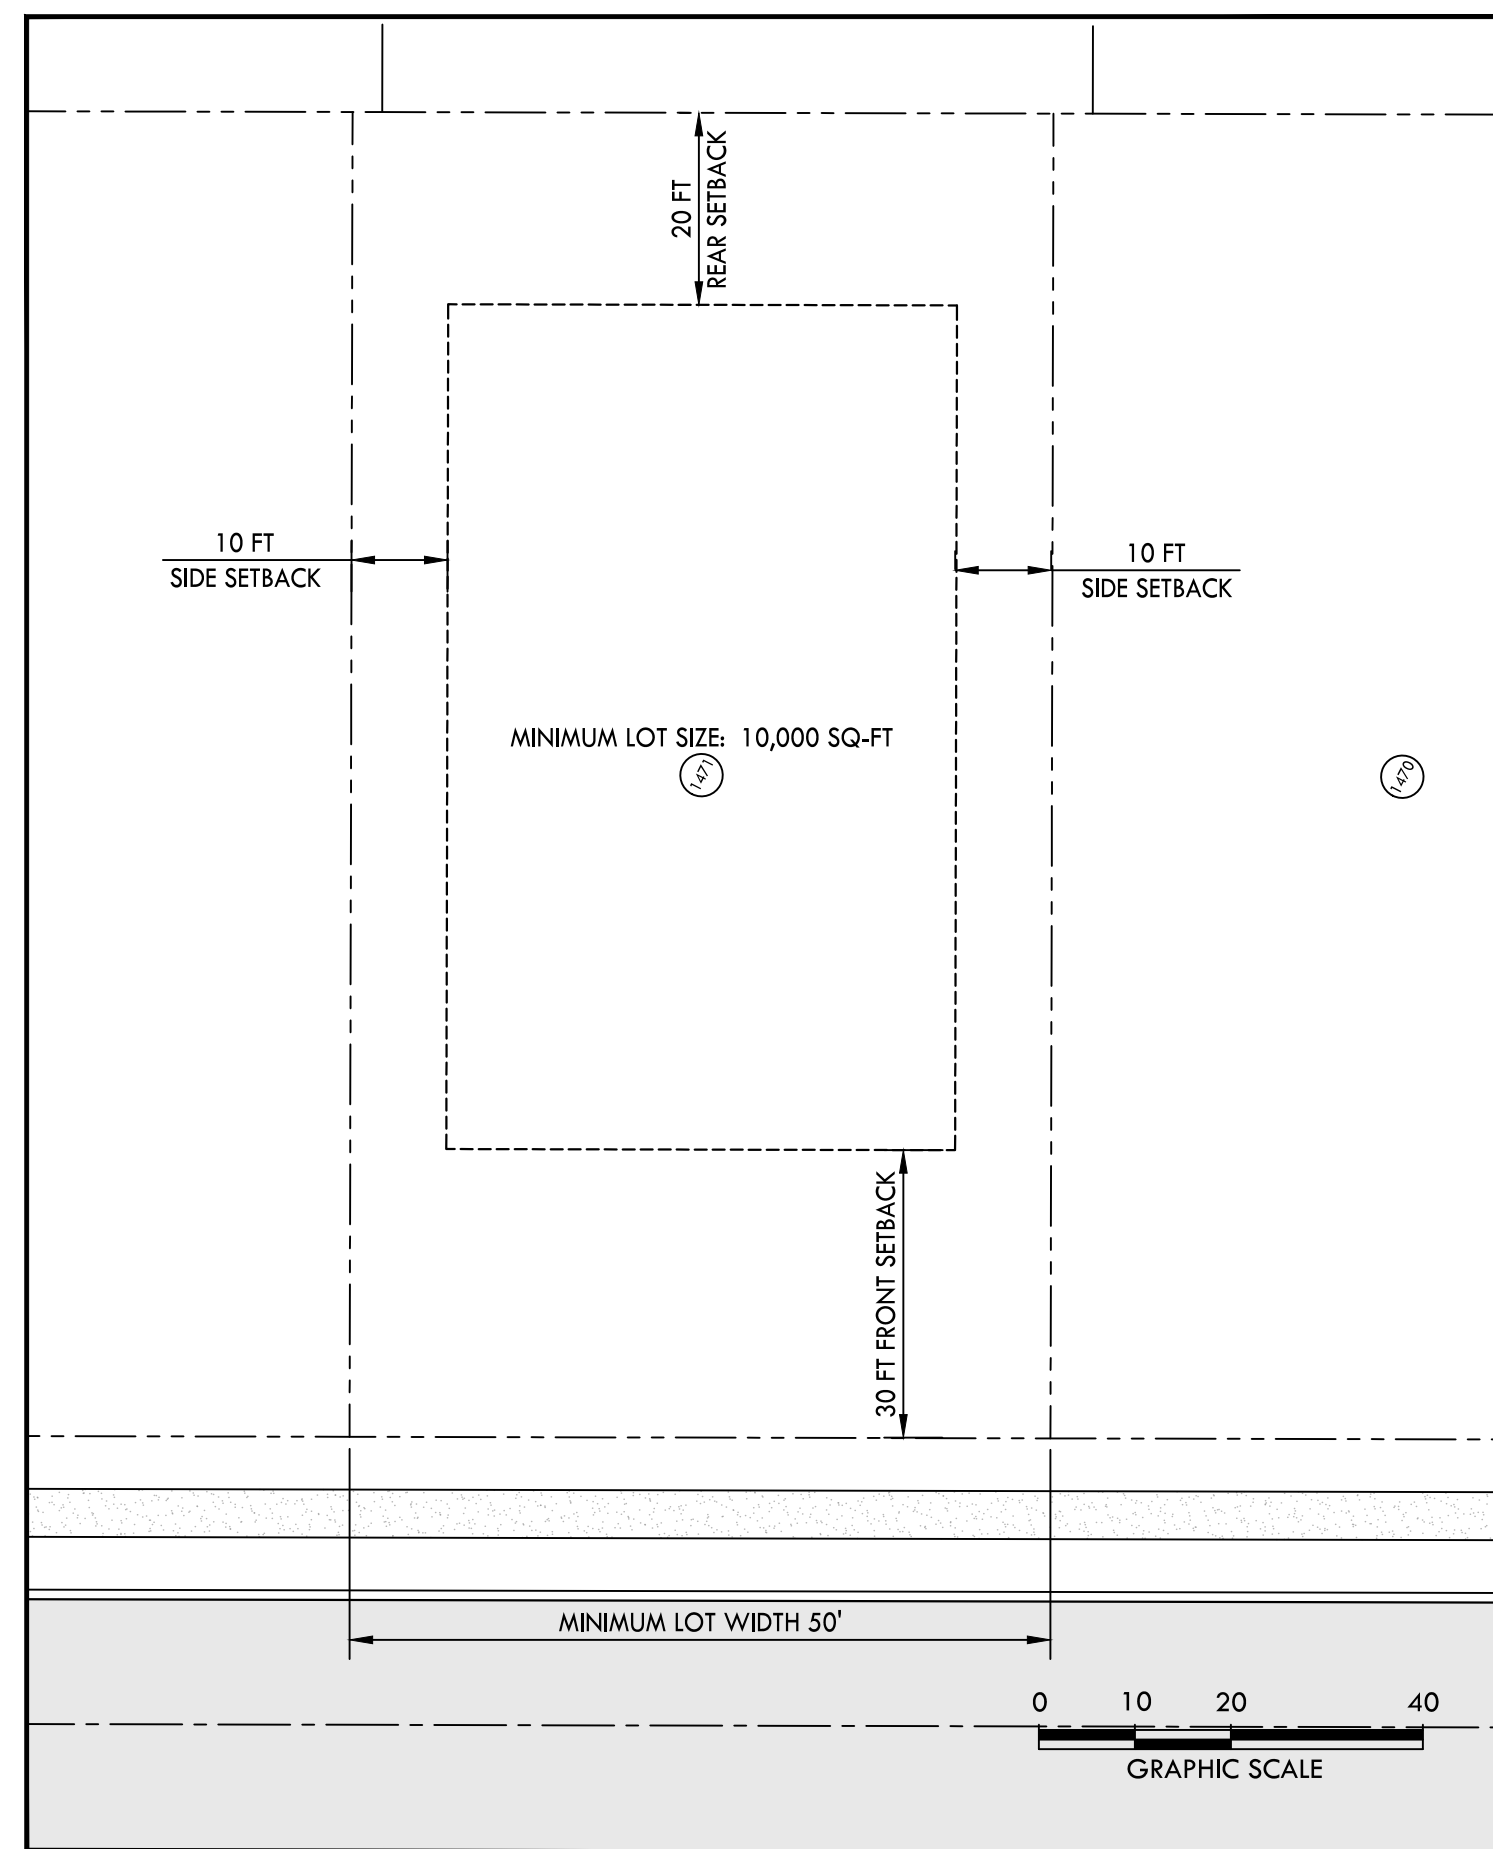 20 FT
REAR SETBACK
10 FT
SIDE SETBACK
10 FT
SIDE SETBACK
MINIMUM LOT SIZE: 10,000 SQ-FT
1471
1470
30 FT FRONT SETBACK
MINIMUM LOT WIDTH 50'
0 10 20 40
GRAPHIC SCALE